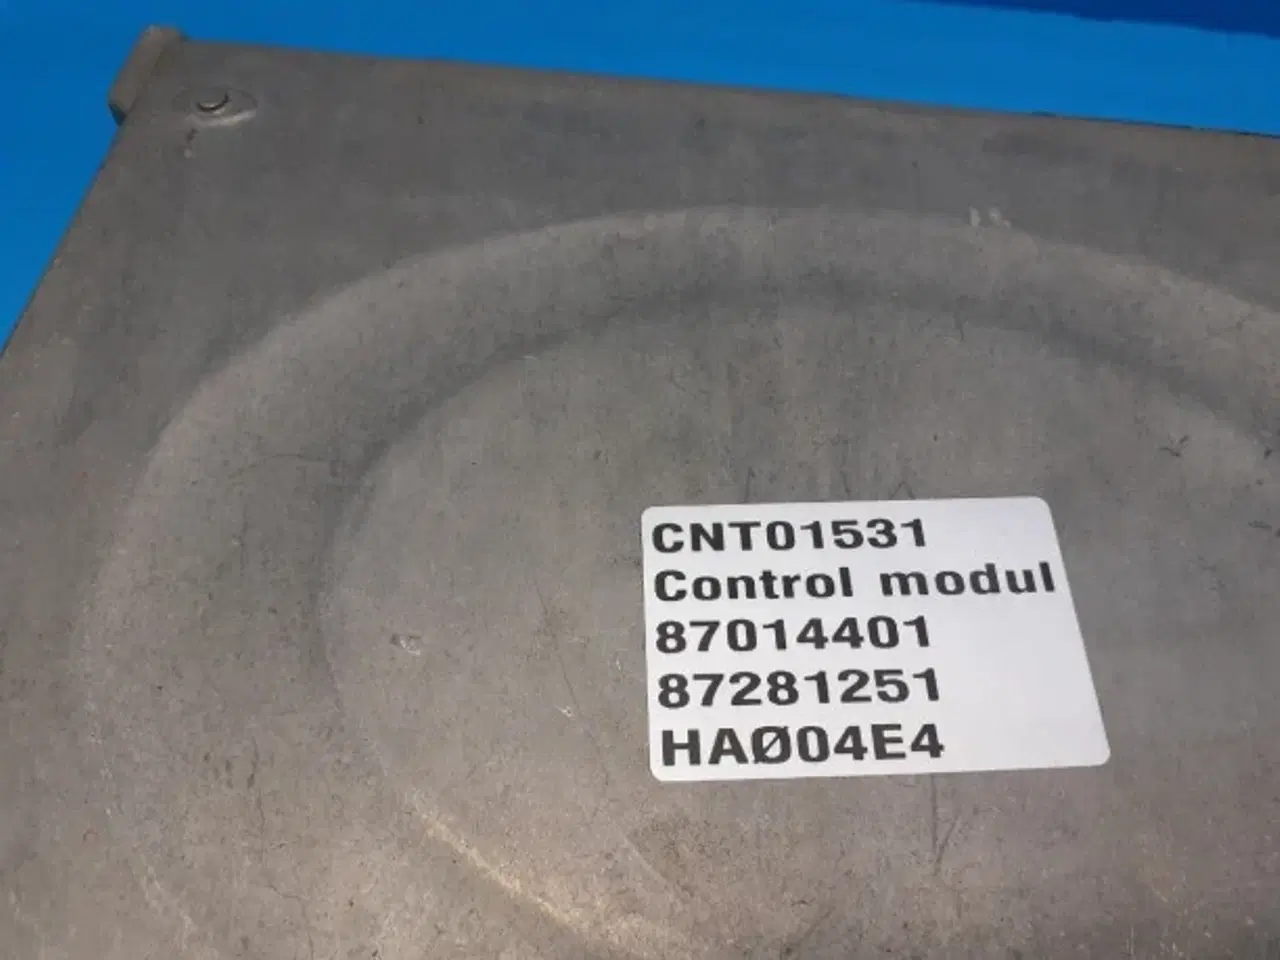 CNT01531
Control modul
87014401
87281251
HAØ04E4